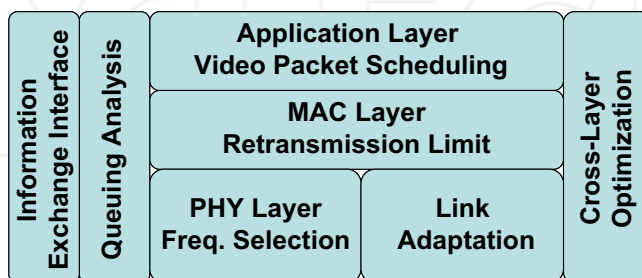 Information
Exchange Interface
Queuing Analysis
Application Layer
Video Packet Scheduling
MAC Layer
Retransmission Limit
PHY Layer
Freq. Selection
Link
Adaptation
Cross-Layer
Optimization